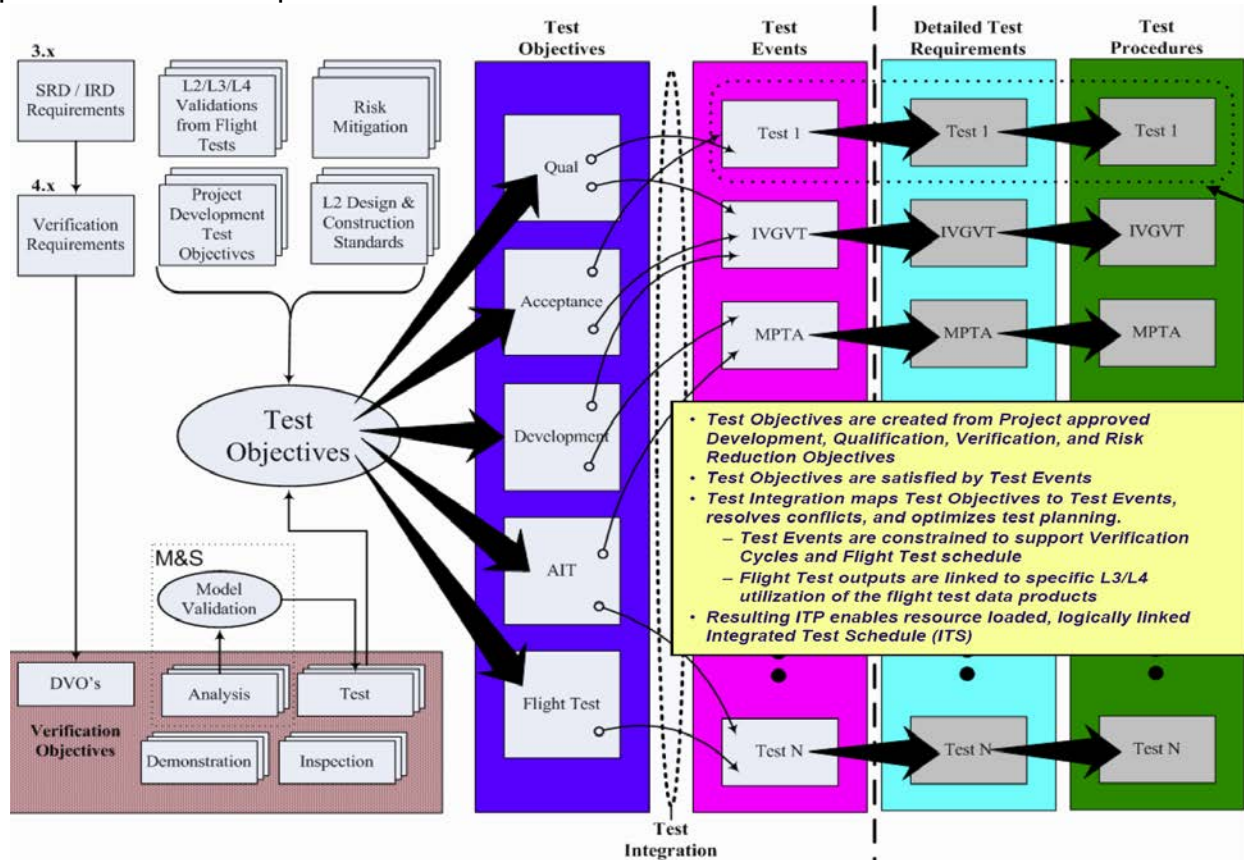 3.x
SRD / IRD
Requirements
4.x
Verification
Requirements
L2/L3/L4
Validations
from Flight
Tests
Risk
Mitigation
Project
Development
Test
Objectives
L2 Design &
Construction
Standards
Test
Objectives
M&S
Model
Validation
DVO's
Analysis
Test
Verification
Objectives
Demonstration
Inspection
Test
Objectives
Qual
Acceptance
Development
AIT
Flight Test
Test
Integration
Test
Events
Test 1
IVGVT
MPTA
Test N
Detailed Test
Requirements
Test 1
IVGVT
MPTA
Test N
Test
Procedures
Test 1
IVGVT
MPTA
Test N
• Test Objectives are created from Project approved
Development, Qualification, Verification, and Risk
Reduction Objectives
• Test Objectives are satisfied by Test Events
• Test Integration maps Test Objectives to Test Events,
resolves conflicts, and optimizes test planning.
– Test Events are constrained to support Verification
Cycles and Flight Test schedule
– Flight Test outputs are linked to specific L3/L4
utilization of the flight test data products
• Resulting ITP enables resource loaded, logically linked
Integrated Test Schedule (ITS)